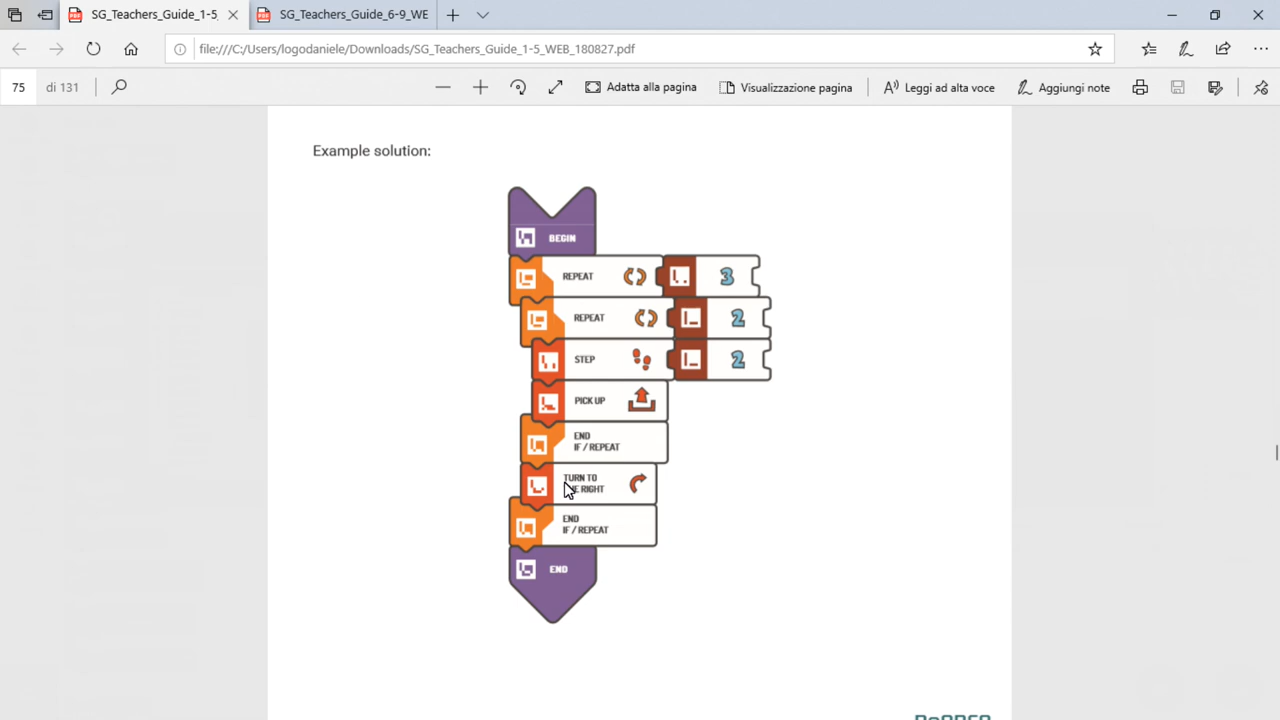 SG_Teachers_Guide_1-5_
SG_Teachers_Guide_6-9_WE
file:///C:/Users/logodaniele/Downloads/SG_Teachers_Guide_1-5_WEB_180827.pdf
75 di 131 Adatta alla pagina Visualizzazione pagina Leggi ad alta voce Aggiungi note
Example solution:
BEGIN
REPEAT 3
REPEAT 2
STEP 2
PICK UP
END
IF / REPEAT
TURN TO
RIGHT
END
IF / REPEAT
END